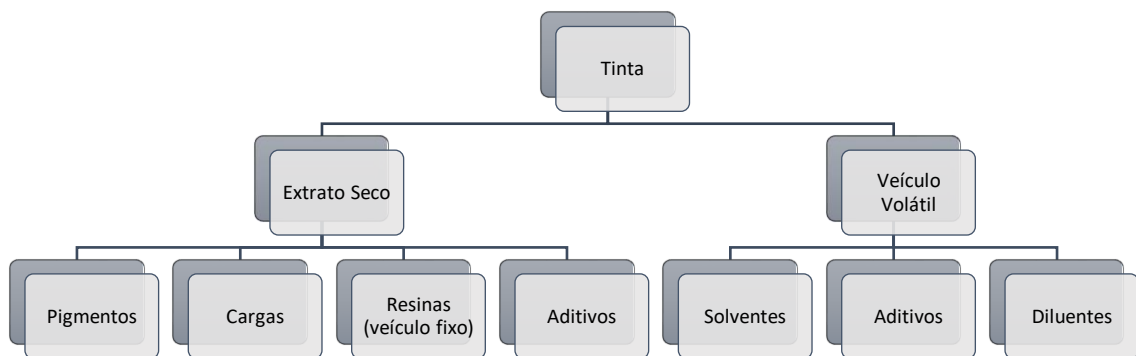 Tinta
Extrato Seco
Veículo
Volátil
Pigmentos
Cargas
Resinas
(veículo fixo)
Aditivos
Solventes
Aditivos
Diluentes